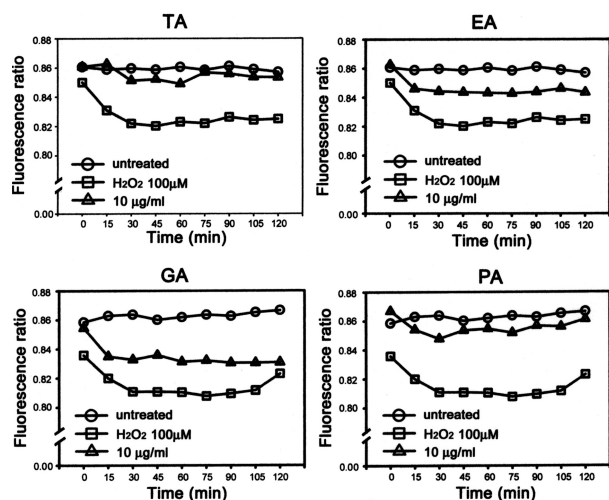 TA
Fluorescence ratio
0.88
0.86
0.84
0.82
0.80
0.00
untreated
H₂O₂ 100μM
10 μg/ml
0 15 30 45 60 75 90 105 120
Time (min)
EA
Fluorescence ratio
0.88
0.86
0.84
0.82
0.80
0.00
untreated
H₂O₂ 100μM
10 μg/ml
0 15 30 45 60 75 90 105 120
Time (min)
GA
Fluorescence ratio
0.88
0.86
0.84
0.82
0.80
0.00
untreated
H₂O₂ 100μM
10 μg/ml
0 15 30 45 60 75 90 105 120
Time (min)
PA
Fluorescence ratio
0.88
0.86
0.84
0.82
0.80
0.00
untreated
H₂O₂ 100μM
10 μg/ml
0 15 30 45 60 75 90 105 120
Time (min)